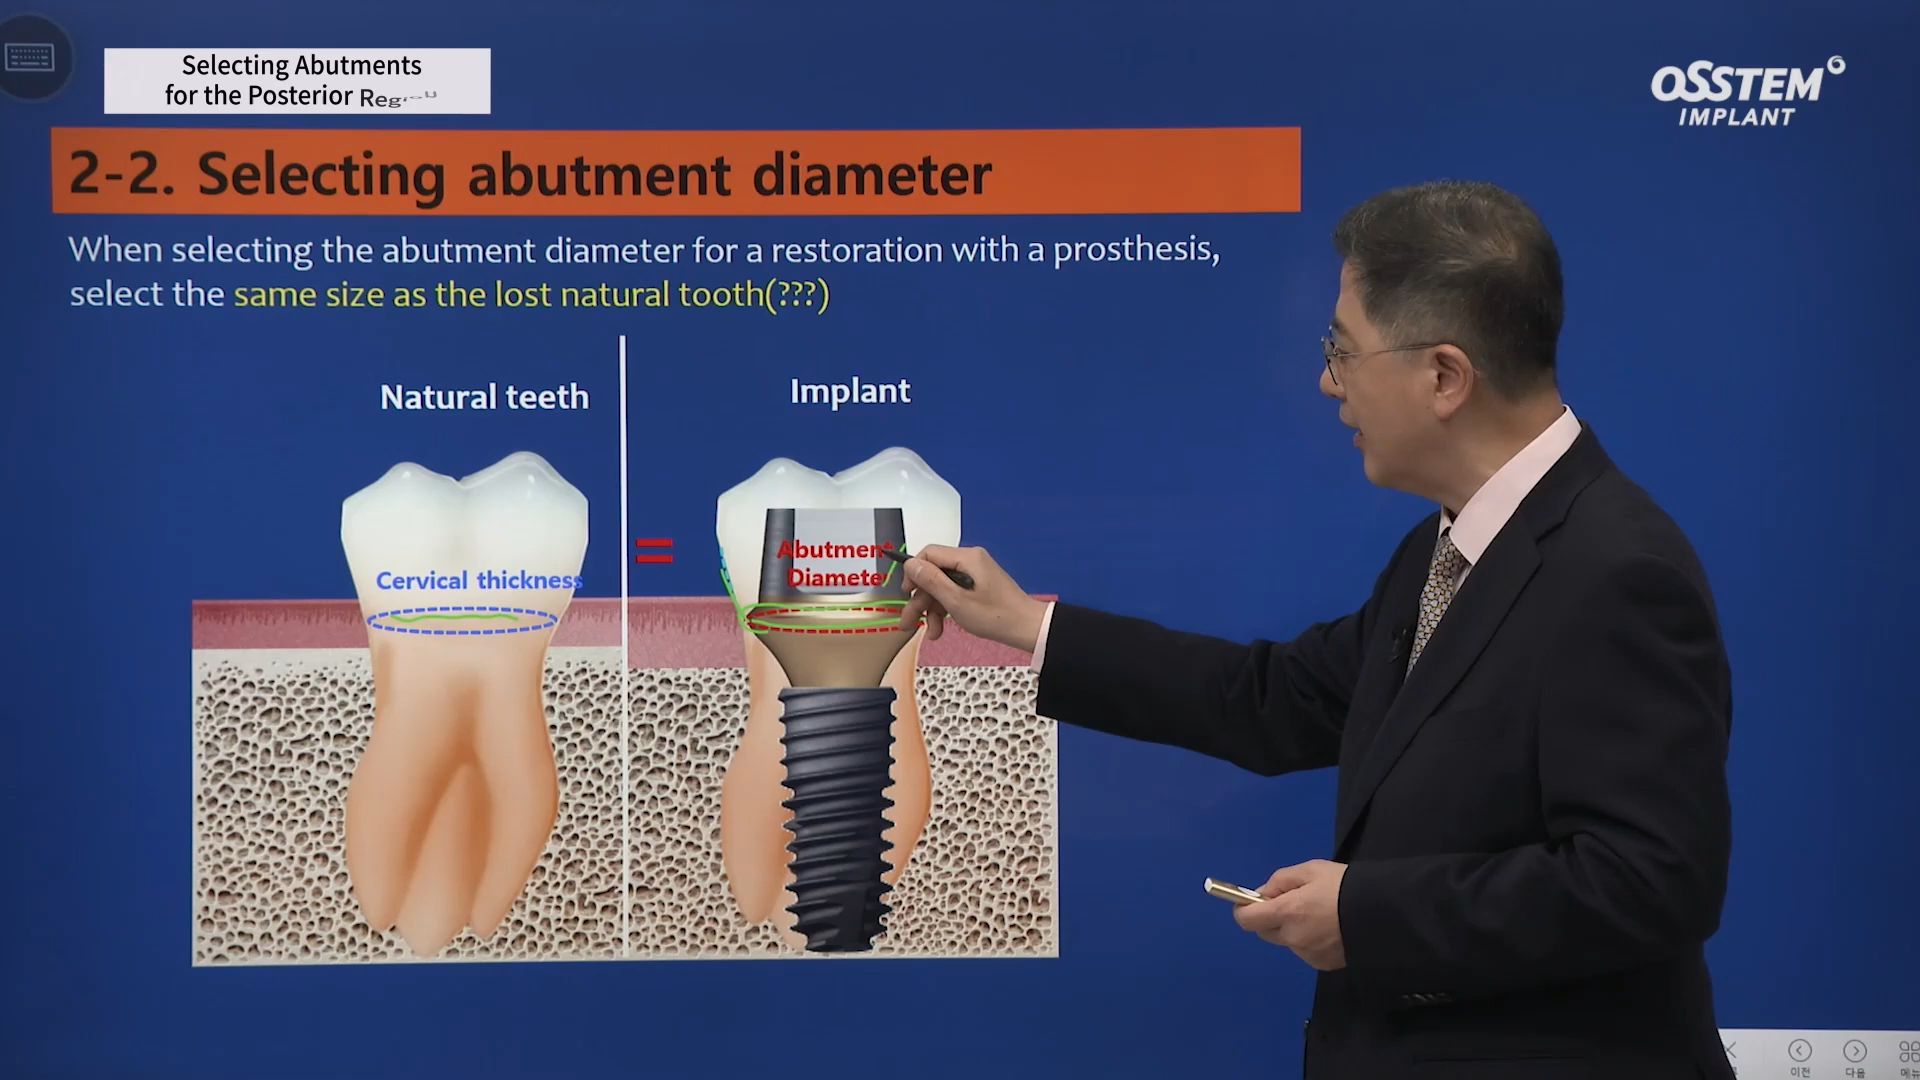 Selecting Abutments
for the Posterior
OSSTEM
IMPLANT
2-2. Selecting abutment diameter
When selecting the abutment diameter for a restoration with a prosthesis,
select the same size as the lost natural tooth(???)
Natural teeth
Implant
=
Cervical thickness
Abutment
Diameter
이전
다음
메뉴